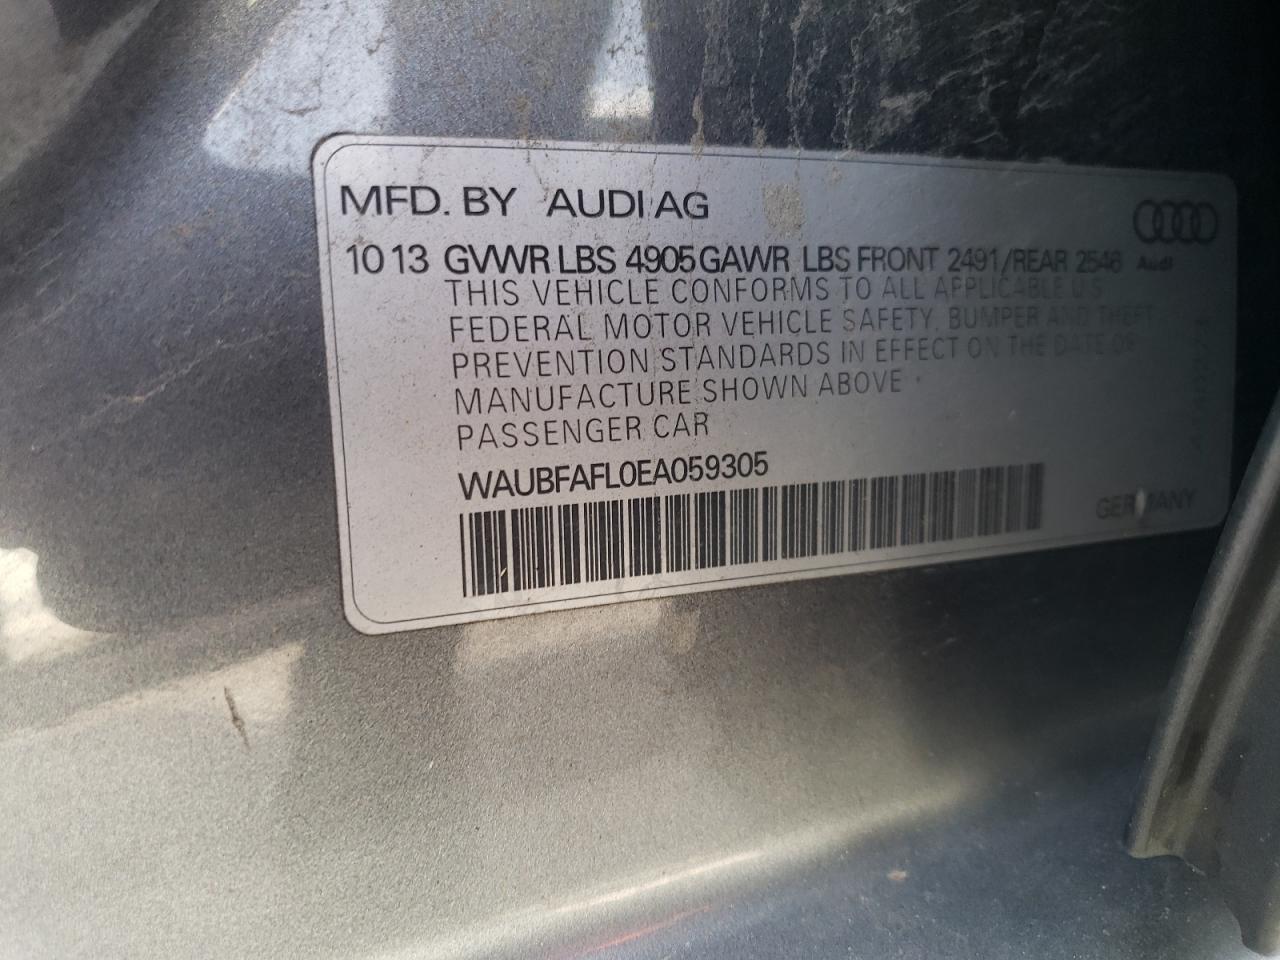 MFD. BY AUDI AG
10 13 GVWR LBS 4905 GAWR LBS FRONT 2491/REAR 2546
Audi
THIS VEHICLE CONFORMS TO ALL APPLICABLE U.S.
FEDERAL MOTOR VEHICLE SAFETY, BUMPER AND THEFT
PREVENTION STANDARDS IN EFFECT ON THE DATE OF
MANUFACTURE SHOWN ABOVE
PASSENGER CAR
WAUBFAFL0EA059305
GERMANY